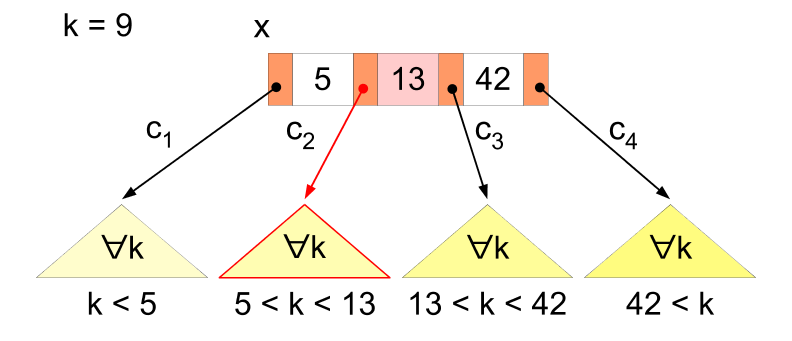 k = 9 x
5 13 42
c1 c2 c3 c4
∀k ∀k ∀k ∀k
k < 5 5 < k < 13 13 < k < 42 42 < k